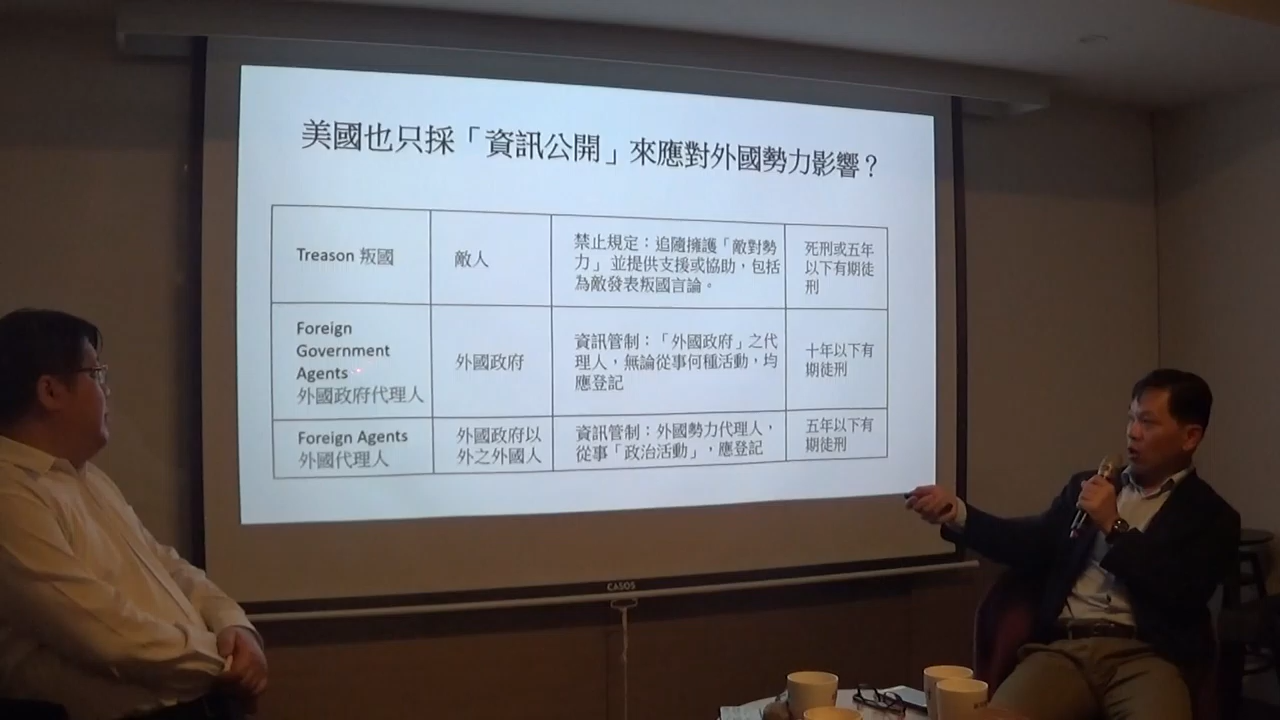 美國也只採「資訊公開」來應對外國勢力影響？
Treason 叛國
敵人
禁止規定：追隨擁護「敵對勢
力」並提供支援或協助，包括
為敵發表叛國言論。
死刑或五年
以下有期徒
刑
Foreign
Government
Agents
外國政府代理人
外國政府
資訊管制：「外國政府」之代
理人，無論從事何種活動，均
應登記
十年以下有
期徒刑
Foreign Agents
外國代理人
外國政府以
外之外國人
資訊管制：外國勢力代理人，
從事「政治活動」，應登記
五年以下有
期徒刑
CASOS